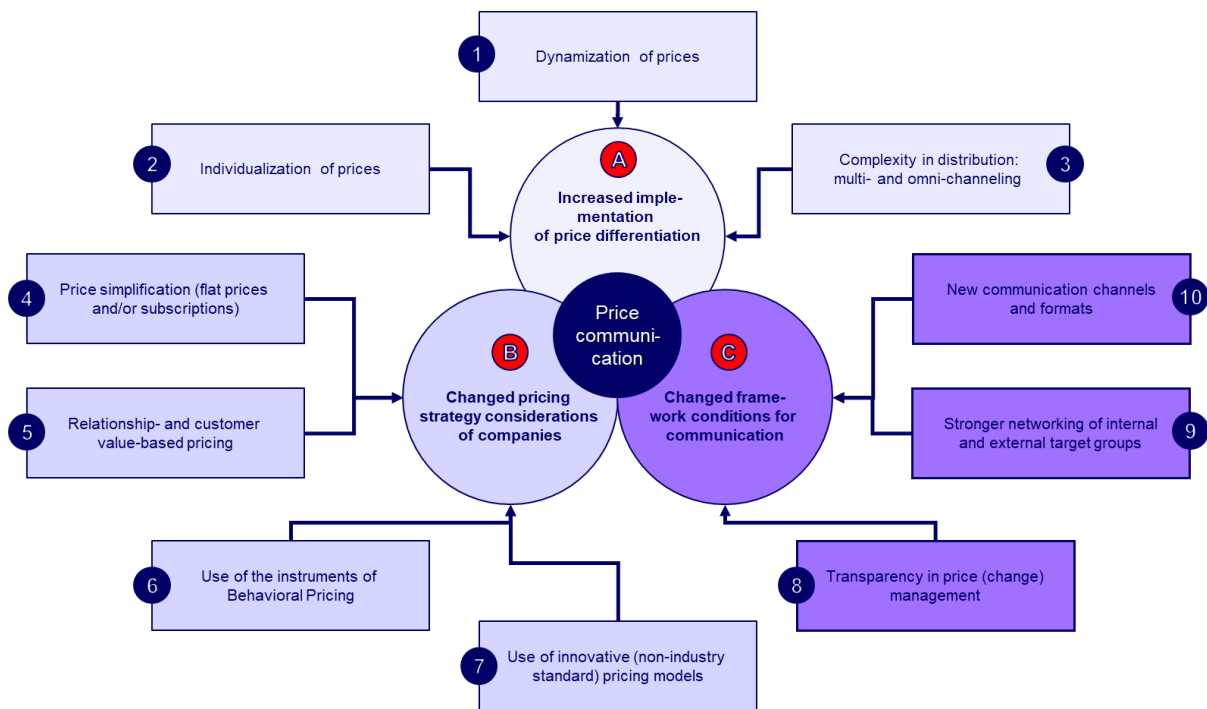 1
Dynamization of prices
2
Individualization of prices
A
Increased imple-
mentation
of price differentiation
3
Complexity in distribution:
multi- and omni-channeling
4
Price simplification (flat prices
and/or subscriptions)
Price
communi-
cation
10
New communication channels
and formats
B
Changed pricing
strategy considerations
of companies
C
Changed frame-
work conditions for
communication
5
Relationship- and customer
value-based pricing
9
Stronger networking of internal
and external target groups
6
Use of the instruments of
Behavioral Pricing
8
Transparency in price (change)
management
7
Use of innovative (non-industry
standard) pricing models